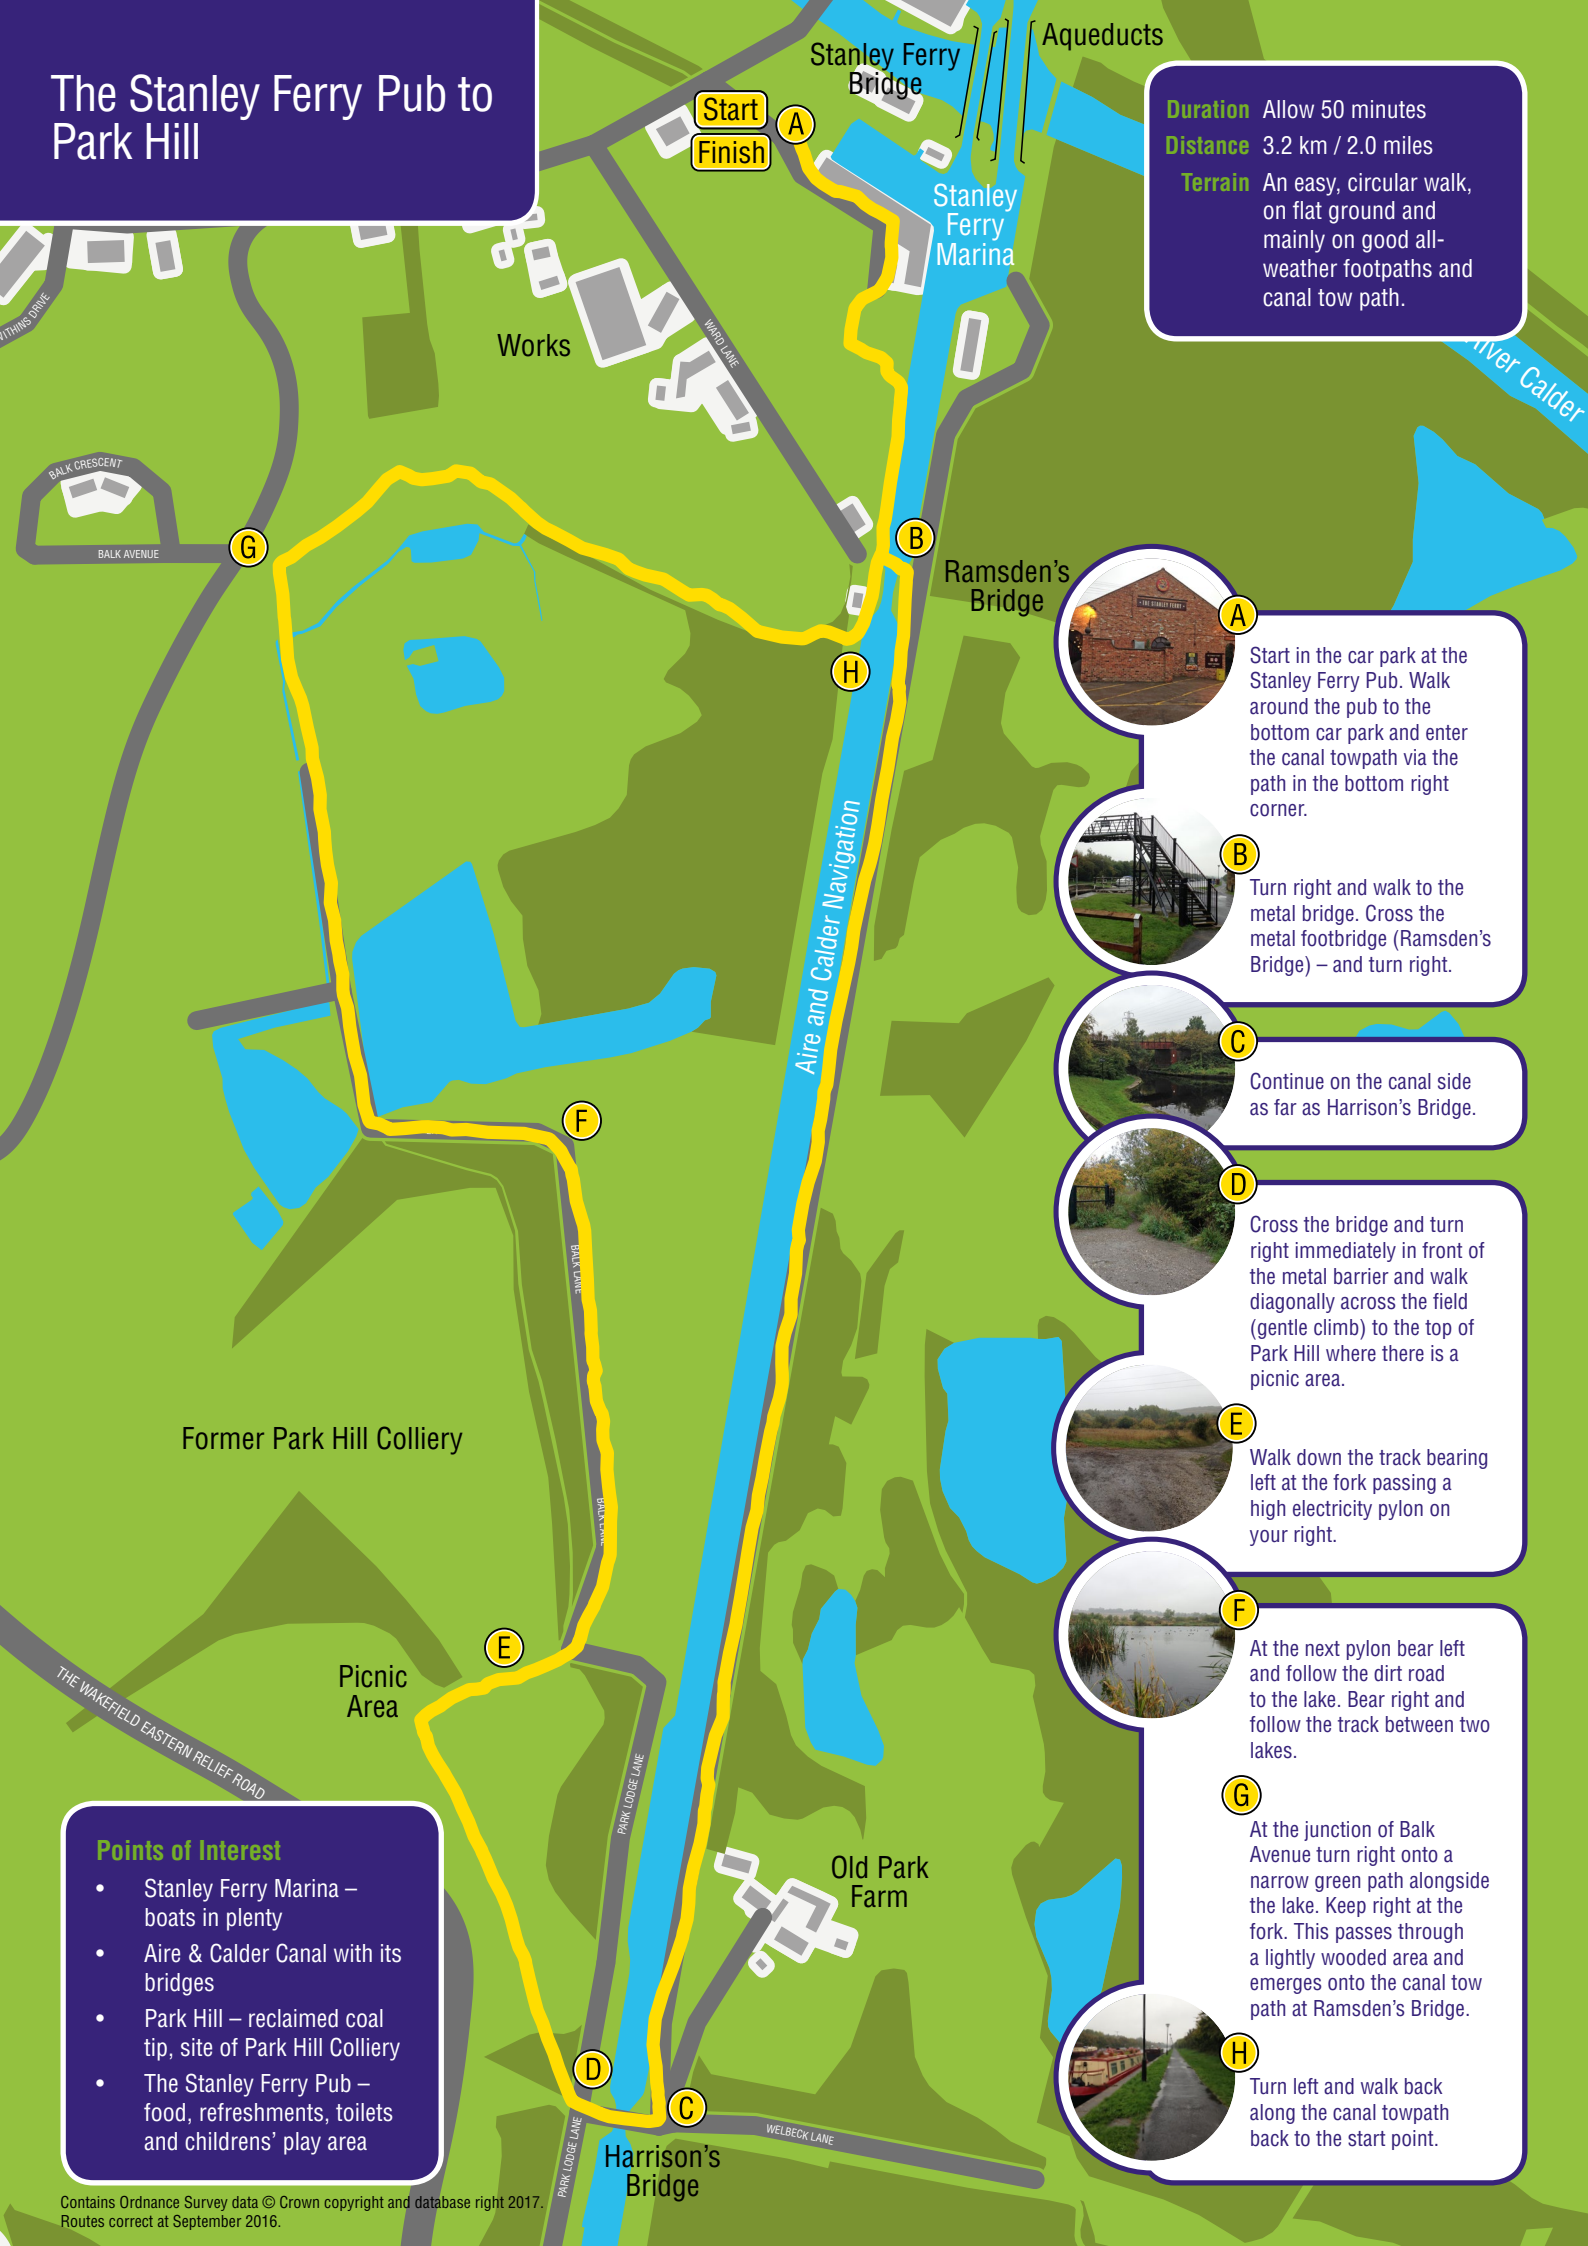 The Stanley Ferry Pub to
Park Hill
Start
Finish
A
Stanley Ferry
Bridge
Aqueducts
Stanley
Ferry
Marina
Duration Allow 50 minutes
Distance 3.2 km / 2.0 miles
Terrain An easy, circular walk,
on flat ground and
mainly on good all-
weather footpaths and
canal tow path.
River Calder
WITHINS DRIVE
Works
WARD LANE
BALK CRESCENT
BALK AVENUE
G
B
Ramsden's
Bridge
H
Aire and Calder Navigation
F
BALK LANE
BALK LANE
Former Park Hill Colliery
E
Picnic
Area
THE WAKEFIELD EASTERN RELIEF ROAD
PARK LODGE LANE
Old Park
Farm
D
C
WELBECK LANE
PARK LODGE LANE
Harrison's
Bridge
THE STANLEY FERRY
A
Start in the car park at the
Stanley Ferry Pub. Walk
around the pub to the
bottom car park and enter
the canal towpath via the
path in the bottom right
corner.
B
Turn right and walk to the
metal bridge. Cross the
metal footbridge (Ramsden's
Bridge) – and turn right.
C
Continue on the canal side
as far as Harrison's Bridge.
D
Cross the bridge and turn
right immediately in front of
the metal barrier and walk
diagonally across the field
(gentle climb) to the top of
Park Hill where there is a
picnic area.
E
Walk down the track bearing
left at the fork passing a
high electricity pylon on
your right.
F
At the next pylon bear left
and follow the dirt road
to the lake. Bear right and
follow the track between two
lakes.
G
At the junction of Balk
Avenue turn right onto a
narrow green path alongside
the lake. Keep right at the
fork. This passes through
a lightly wooded area and
emerges onto the canal tow
path at Ramsden's Bridge.
H
Turn left and walk back
along the canal towpath
back to the start point.
Points of Interest
• Stanley Ferry Marina –
boats in plenty
• Aire & Calder Canal with its
bridges
• Park Hill – reclaimed coal
tip, site of Park Hill Colliery
• The Stanley Ferry Pub –
food, refreshments, toilets
and childrens' play area
Contains Ordnance Survey data © Crown copyright and database right 2017.
Routes correct at September 2016.